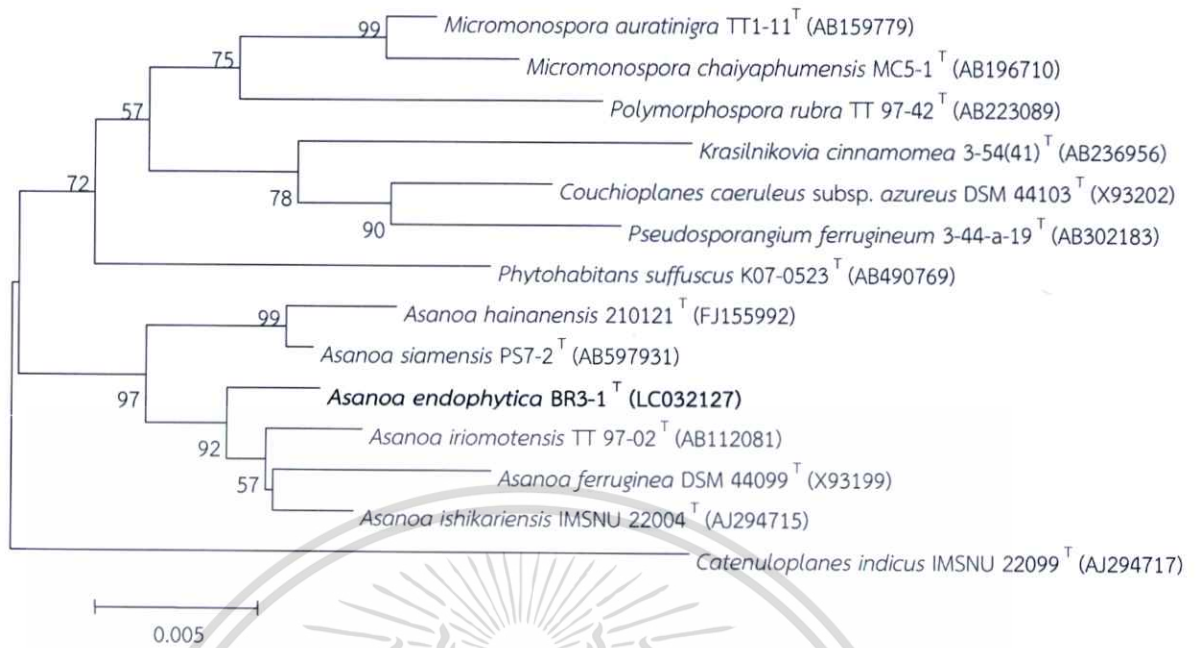 99 Micromonospora auratinigra TT1-11ᵀ (AB159779)
75 Micromonospora chaiyaphumensis MC5-1ᵀ (AB196710)
57 Polymorphospora rubra TT 97-42ᵀ (AB223089)
Krasilnikovia cinnamomea 3-54(41)ᵀ (AB236956)
72 78 Couchioplanes caeruleus subsp. azureus DSM 44103ᵀ (X93202)
90 Pseudosporangium ferrugineum 3-44-a-19ᵀ (AB302183)
Phytohabitans suffuscus K07-0523ᵀ (AB490769)
99 Asanoa hainanensis 210121ᵀ (FJ155992)
Asanoa siamensis PS7-2ᵀ (AB597931)
97 Asanoa endophytica BR3-1ᵀ (LC032127)
92 Asanoa iriomotensis TT 97-02ᵀ (AB112081)
57 Asanoa ferruginea DSM 44099ᵀ (X93199)
Asanoa ishikariensis IMSNU 22004ᵀ (AJ294715)
Catenuloplanes indicus IMSNU 22099ᵀ (AJ294717)
0.005